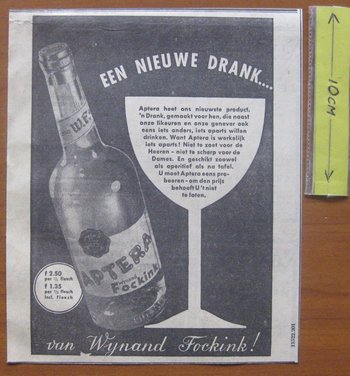 EEN NIEUWE DRANK....
Aptera heet ons nieuwste product.
'n Drank, gemaakt voor hen, die naast
onze likeuren en onze genever ook
eens iets anders, iets aparts willen
drinken. Want Aptera is werkelijk
iets aparts! Niet te zoet voor de
Heeren - niet te scherp voor de
Dames. En geschikt zoowel
als aperitief als na tafel.
U moet Aptera eens pro-
beeren - om den prijs
behoeft U 't niet
te laten.
W.F.
APTERA
Wynand
Fockink
f 2.50
per 1/1 flesch
f 1.35
per 1/2 flesch
incl. flesch
van Wynand Fockink!
10CM